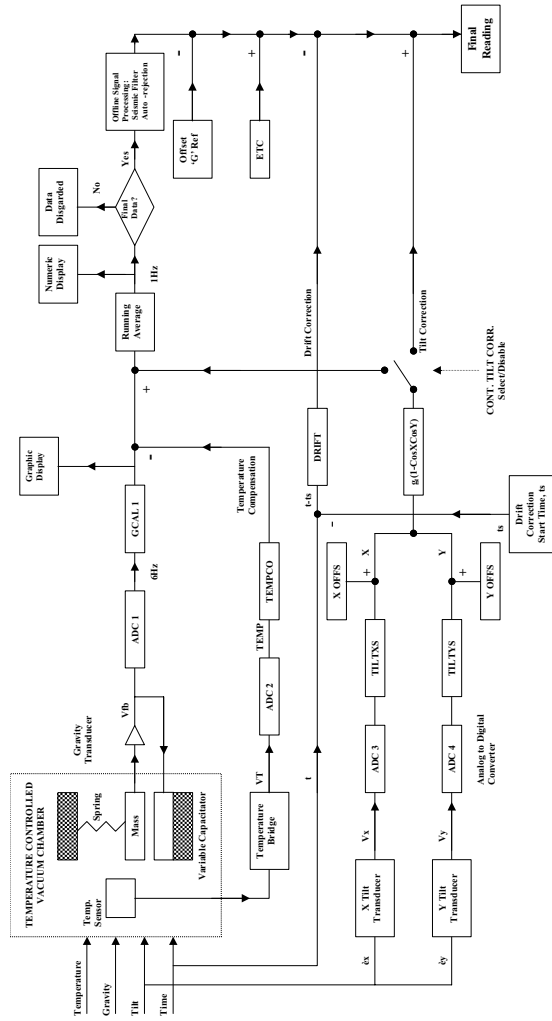 TEMPERATURE CONTROLLED
VACUUM CHAMBER
Temperature
Gravity
Tilt
Time
Temp.
Sensor
Spring
Mass
Variable Capacitator
Gravity
Transducer
Vfb
ADC 1
6Hz
GCAL 1
Graphic
Display
-
+
Running
Average
1Hz
Numeric
Display
Final
Data?
No
Data
Disgarded
Yes
Offline Signal
Processing:
Seismic Filter
Auto -rejection
Temperature
Bridge
VT
ADC 2
TEMP
TEMPCO
Temperature
Compensation
Offset
'G' Ref
-
ETC
+
t
-
t-ts
DRIFT
Drift Correction
-
X Tilt
Transducer
èx
Vx
ADC 3
TILTXS
X OFFS
+
X
Y Tilt
Transducer
èy
Vy
ADC 4
TILTYS
Y OFFS
+
Y
Analog to Digital
Converter
g(1-CosXCosY)
Tilt Correction
+
CONT. TILT CORR.
Select/Disable
ts
Drift
Correction
Start Time, ts
Final
Reading